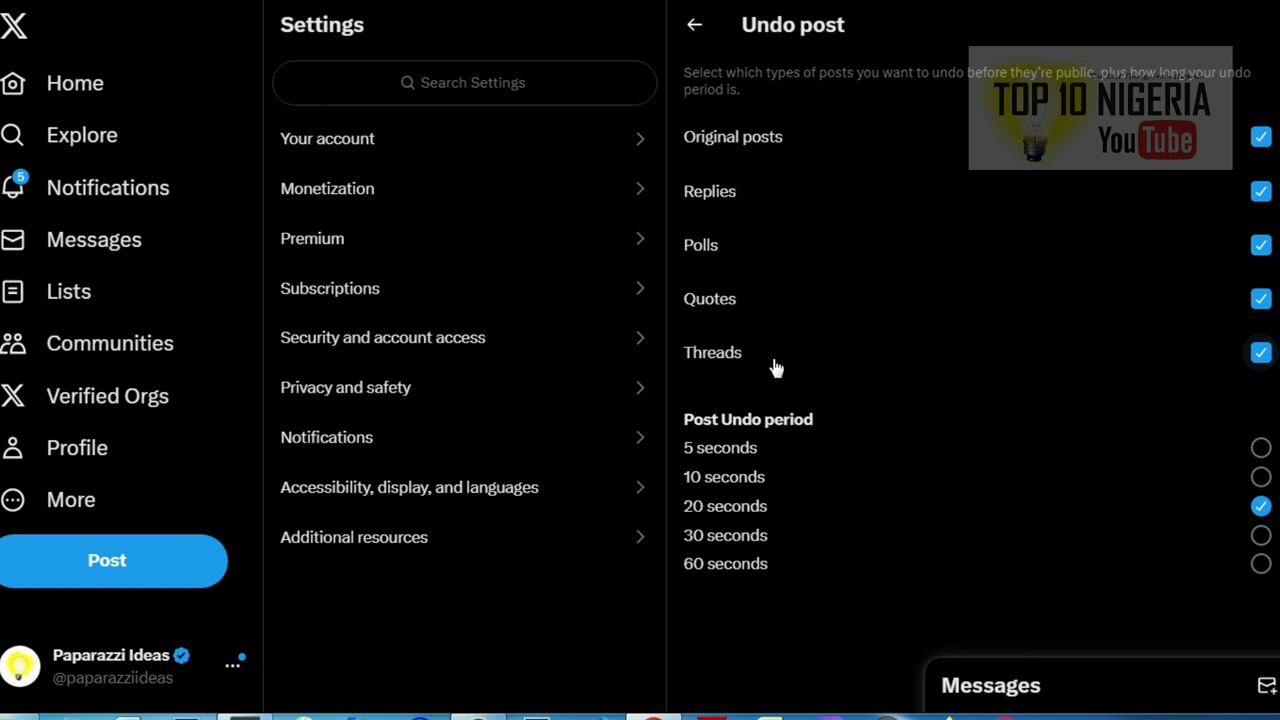 Home
Explore
5
Notifications
Messages
Lists
Communities
Verified Orgs
Profile
More
Post
Paparazzi Ideas
@paparazziideas
Settings
Search Settings
Your account
Monetization
Premium
Subscriptions
Security and account access
Privacy and safety
Notifications
Accessibility, display, and languages
Additional resources
Undo post
Select which types of posts you want to undo before they're public, plus how long your undo
period is.
TOP 10 NIGERIA
YouTube
Original posts
Replies
Polls
Quotes
Threads
Post Undo period
5 seconds
10 seconds
20 seconds
30 seconds
60 seconds
Messages